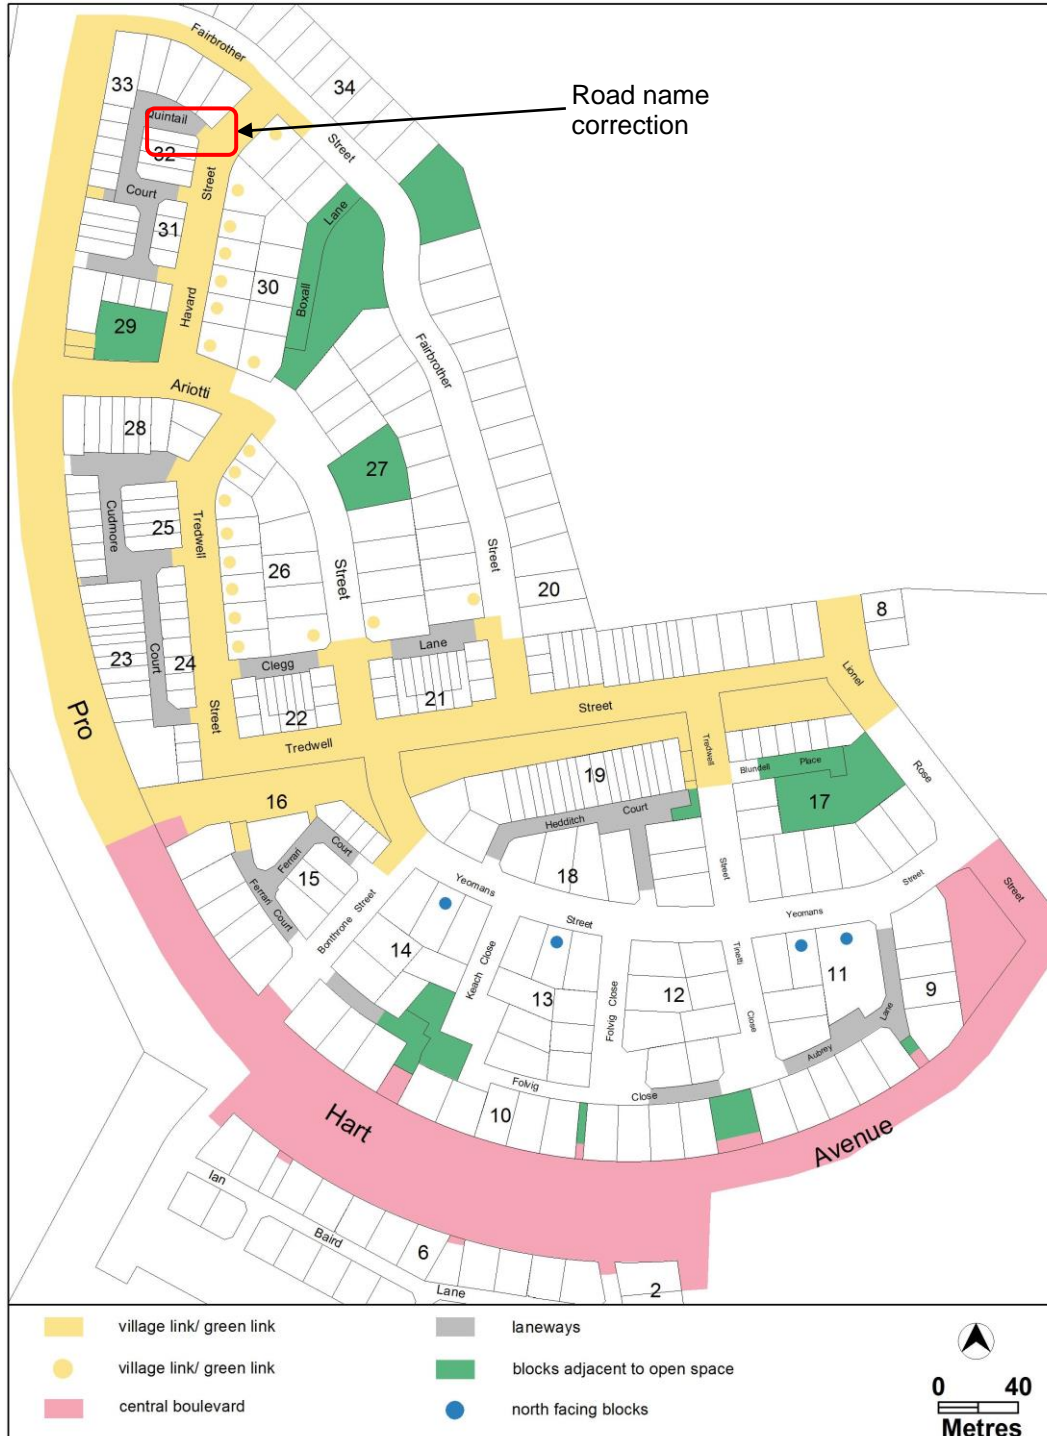 Fairbrother
33
34
Road name
correction
Quintail
Street
32
Street
Court
Lane
31
30
Boxall
Havard
29
Fairbrother
Ariotti
28
27
Cudmore
25
Tredwell
Street
26
Street
20
8
Lane
Clegg
23
Court
24
21
Lionel
Pro
Street
22
Street
Tredwell
Tredwell
Place
Blundell
Rose
19
16
17
Court
Hedditch
Ferrari
Court
Street
15
18
Yeomans
Ferrari
Court
Street
Street
Bonthrone Street
Yeomans
Street
14
Keach Close
Tinetti
11
13
Folvig Close
12
9
Close
Lane
Aubrey
Folvig
Close
10
Hart
Avenue
Ian
Baird
6
Lane
2
village link/ green link
laneways
village link/ green link
blocks adjacent to open space
central boulevard
north facing blocks
0 40
Metres